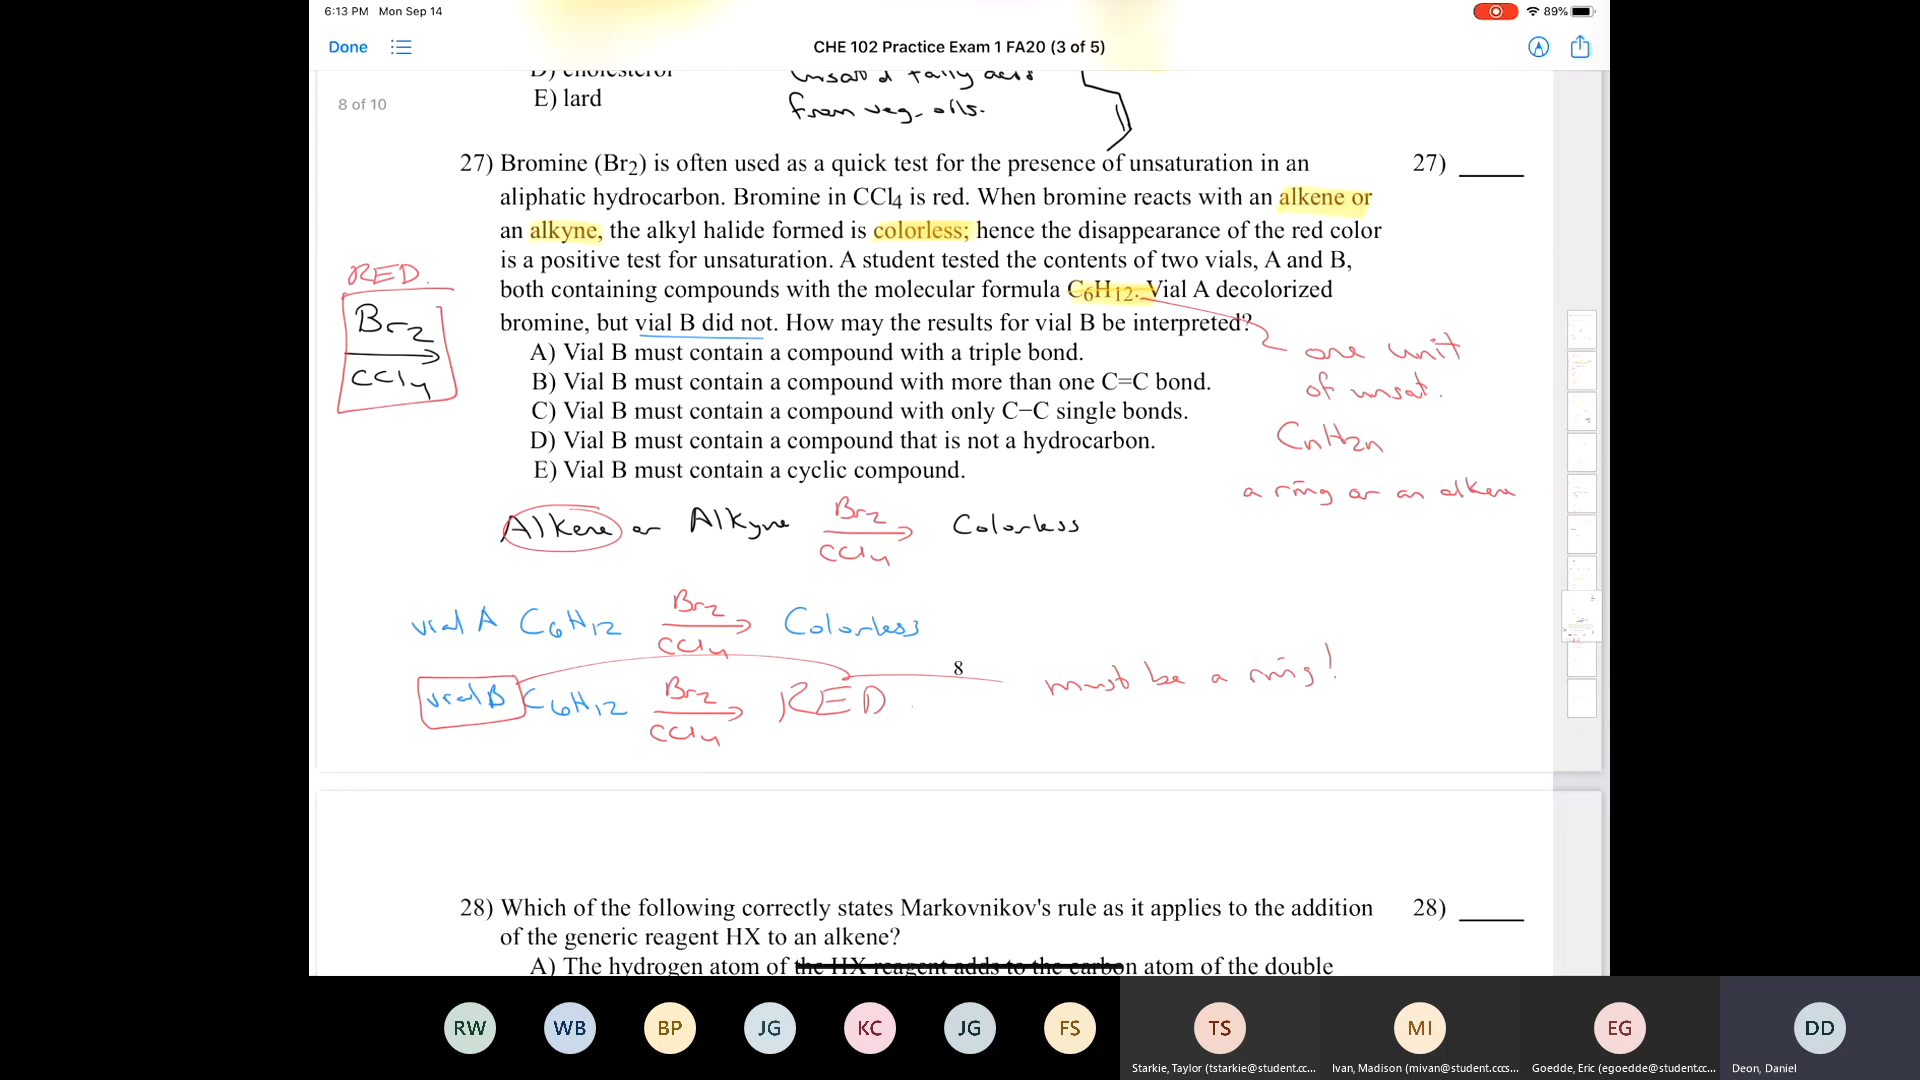 6:13 PM Mon Sep 14
89%
Done
CHE 102 Practice Exam 1 FA20 (3 of 5)
8 of 10
D) cholesterol
E) lard
unsat'd fatty acids
from veg. oils.
27) Bromine (Br2) is often used as a quick test for the presence of unsaturation in an
27) _____
aliphatic hydrocarbon. Bromine in CCl4 is red. When bromine reacts with an alkene or
an alkyne, the alkyl halide formed is colorless; hence the disappearance of the red color
is a positive test for unsaturation. A student tested the contents of two vials, A and B,
both containing compounds with the molecular formula C6H12. Vial A decolorized
bromine, but vial B did not. How may the results for vial B be interpreted?
RED.
Br2
CCl4
A) Vial B must contain a compound with a triple bond.
B) Vial B must contain a compound with more than one C=C bond.
C) Vial B must contain a compound with only C−C single bonds.
D) Vial B must contain a compound that is not a hydrocarbon.
E) Vial B must contain a cyclic compound.
one unit
of unsat.
CnH2n
a ring or an alkene
Alkene or Alkyne Br2 Colorless
CCl4
vial A C6H12 Br2 Colorless
CCl4
8
vial B C6H12 Br2 RED
CCl4
must be a ring!
28) Which of the following correctly states Markovnikov's rule as it applies to the addition
28) _____
of the generic reagent HX to an alkene?
A) The hydrogen atom of the HX reagent adds to the carbon atom of the double
RW WB BP JG KC JG FS TS MI EG DD
Starkie, Taylor (tstarkie@student.cc...
Ivan, Madison (mivan@student.cccs...
Goedde, Eric (egoedde@student.cc...
Deon, Daniel